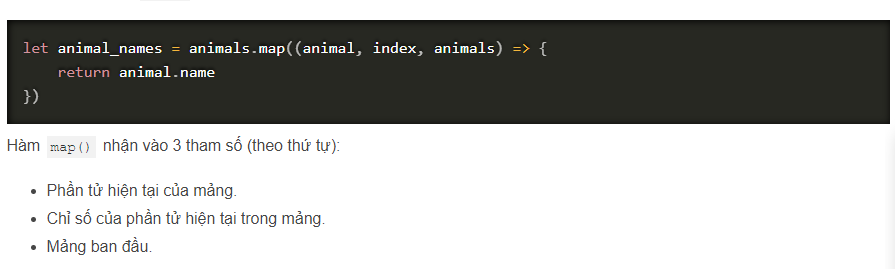 let animal_names = animals.map((animal, index, animals) => {
    return animal.name
})
Hàm map() nhận vào 3 tham số (theo thứ tự):
• Phần tử hiện tại của mảng.
• Chỉ số của phần tử hiện tại trong mảng.
• Mảng ban đầu.